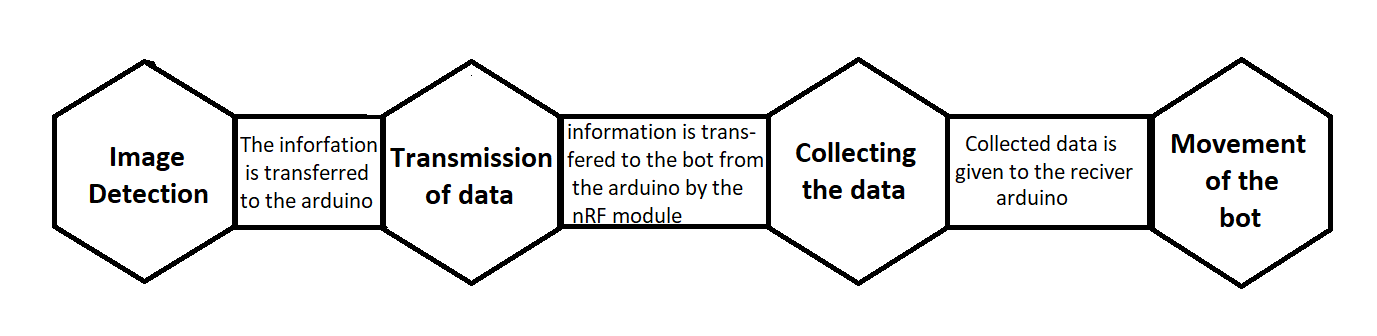 Image
Detection
The inforfation
is transferred
to the arduino
Transmission
of data
information is trans-
fered to the bot from
the arduino by the
nRF module
Collecting
the data
Collected data is
given to the reciver
arduino
Movement
of the
bot